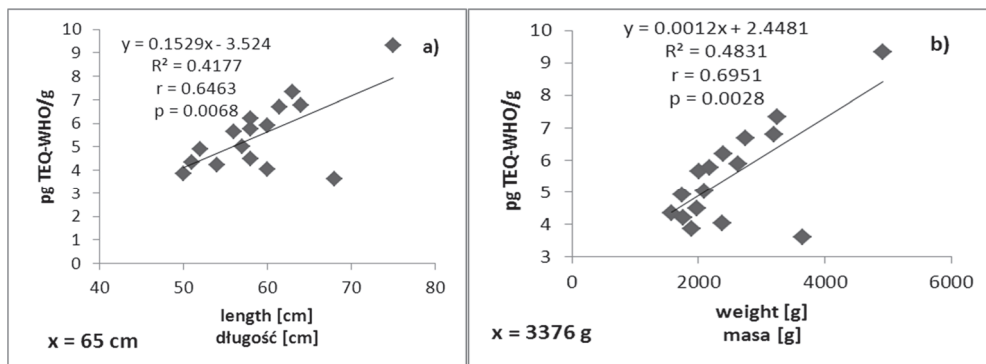 a)
y = 0.1529x - 3.524
R² = 0.4177
r = 0.6463
p = 0.0068
pg TEQ-WHO/g
10
9
8
7
6
5
4
3
2
1
0
40
50
60
70
80
length [cm]
długość [cm]
x = 65 cm
b)
y = 0.0012x + 2.4481
R² = 0.4831
r = 0.6951
p = 0.0028
pg TEQ-WHO/g
10
9
8
7
6
5
4
3
0
2000
4000
6000
weight [g]
masa [g]
x = 3376 g